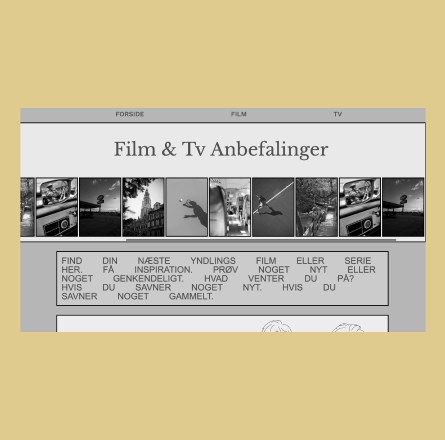 FORSIDE FILM TV
Film & Tv Anbefalinger
FIND DIN NÆSTE YNDLINGS FILM ELLER SERIE
HER. FÅ INSPIRATION. PRØV NOGET NYT ELLER
NOGET GENKENDELIGT. HVAD VENTER DU PÅ?
HVIS DU SAVNER NOGET NYT. HVIS DU
SAVNER NOGET GAMMELT.